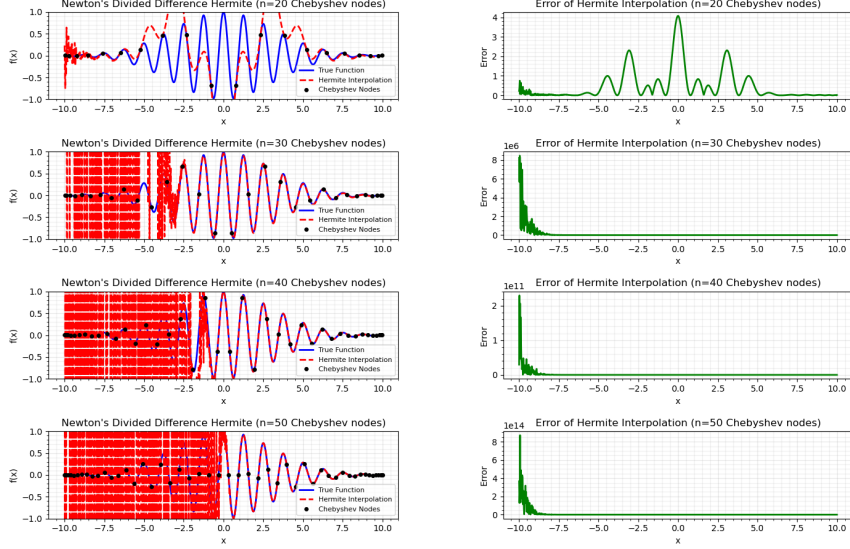 Newton's Divided Difference Hermite (n=20 Chebyshev nodes)
f(x)
1.0
0.5
0.0
−0.5
−1.0
True Function
Hermite Interpolation
Chebyshev Nodes
−10.0 −7.5 −5.0 −2.5 0.0 2.5 5.0 7.5 10.0
x
Error of Hermite Interpolation (n=20 Chebyshev nodes)
Error
4
3
2
1
0
−10.0 −7.5 −5.0 −2.5 0.0 2.5 5.0 7.5 10.0
x
Newton's Divided Difference Hermite (n=30 Chebyshev nodes)
f(x)
1.0
0.5
0.0
−0.5
−1.0
True Function
Hermite Interpolation
Chebyshev Nodes
−10.0 −7.5 −5.0 −2.5 0.0 2.5 5.0 7.5 10.0
x
1e6
Error of Hermite Interpolation (n=30 Chebyshev nodes)
Error
8
6
4
2
0
−10.0 −7.5 −5.0 −2.5 0.0 2.5 5.0 7.5 10.0
x
Newton's Divided Difference Hermite (n=40 Chebyshev nodes)
f(x)
1.0
0.5
0.0
−0.5
−1.0
True Function
Hermite Interpolation
Chebyshev Nodes
−10.0 −7.5 −5.0 −2.5 0.0 2.5 5.0 7.5 10.0
x
1e11
Error of Hermite Interpolation (n=40 Chebyshev nodes)
Error
2
1
0
−10.0 −7.5 −5.0 −2.5 0.0 2.5 5.0 7.5 10.0
x
Newton's Divided Difference Hermite (n=50 Chebyshev nodes)
f(x)
1.0
0.5
0.0
−0.5
−1.0
True Function
Hermite Interpolation
Chebyshev Nodes
−10.0 −7.5 −5.0 −2.5 0.0 2.5 5.0 7.5 10.0
x
1e14
Error of Hermite Interpolation (n=50 Chebyshev nodes)
Error
8
6
4
2
0
−10.0 −7.5 −5.0 −2.5 0.0 2.5 5.0 7.5 10.0
x